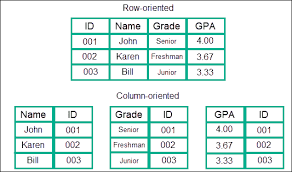 Row-oriented
ID Name Grade GPA
001 John Senior 4.00
002 Karen Freshman 3.67
003 Bill Junior 3.33
Column-oriented
Name ID Grade ID GPA ID
John 001 Senior 001 4.00 001
Karen 002 Freshman 002 3.67 002
Bill 003 Junior 003 3.33 003